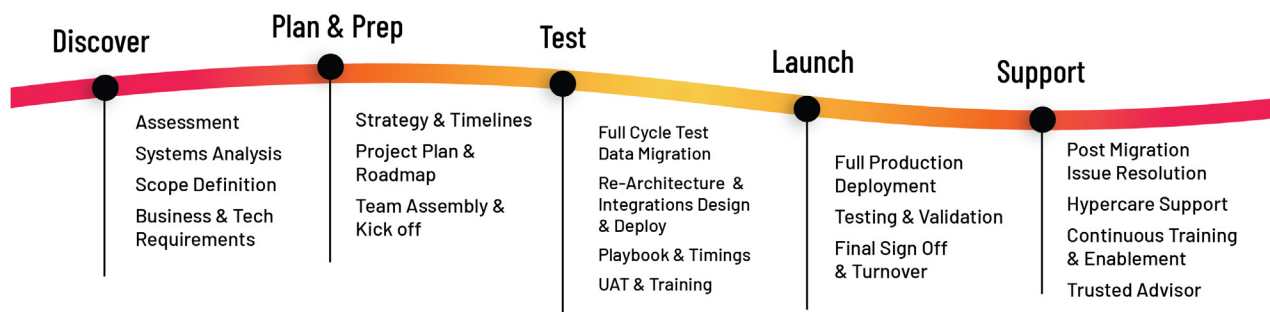 Discover
Assessment
Systems Analysis
Scope Definition
Business & Tech
Requirements
Plan & Prep
Strategy & Timelines
Project Plan &
Roadmap
Team Assembly &
Kick off
Test
Full Cycle Test
Data Migration
Re-Architecture &
Integrations Design
& Deploy
Playbook & Timings
UAT & Training
Launch
Full Production
Deployment
Testing & Validation
Final Sign Off
& Turnover
Support
Post Migration
Issue Resolution
Hypercare Support
Continuous Training
& Enablement
Trusted Advisor